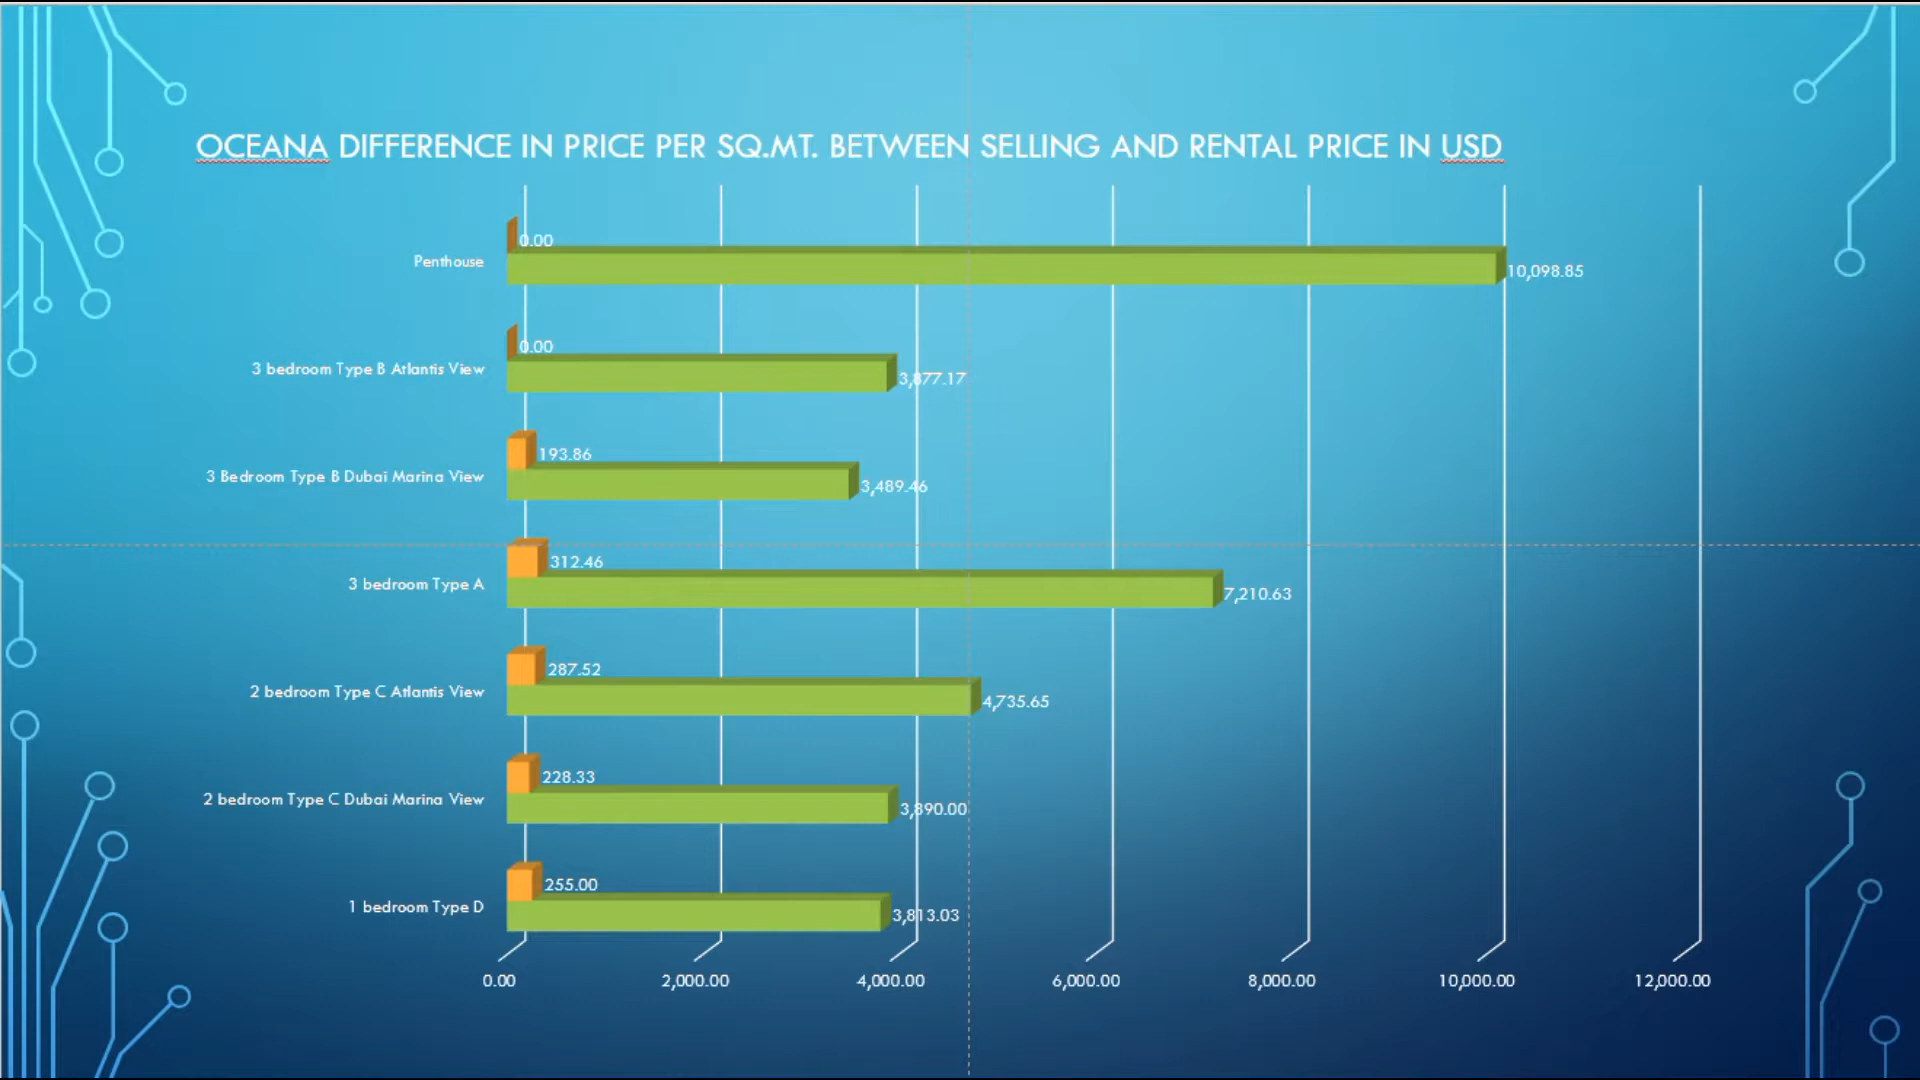 OCEANA DIFFERENCE IN PRICE PER SQ.MT. BETWEEN SELLING AND RENTAL PRICE IN USD
0.00
Penthouse
10,098.85
0.00
3 bedroom Type B Atlantis View
3,877.17
193.86
3 Bedroom Type B Dubai Marina View
3,489.46
312.46
3 bedroom Type A
7,210.63
287.52
2 bedroom Type C Atlantis View
4,735.65
228.33
2 bedroom Type C Dubai Marina View
3,890.00
255.00
1 bedroom Type D
3,813.03
0.00 2,000.00 4,000.00 6,000.00 8,000.00 10,000.00 12,000.00